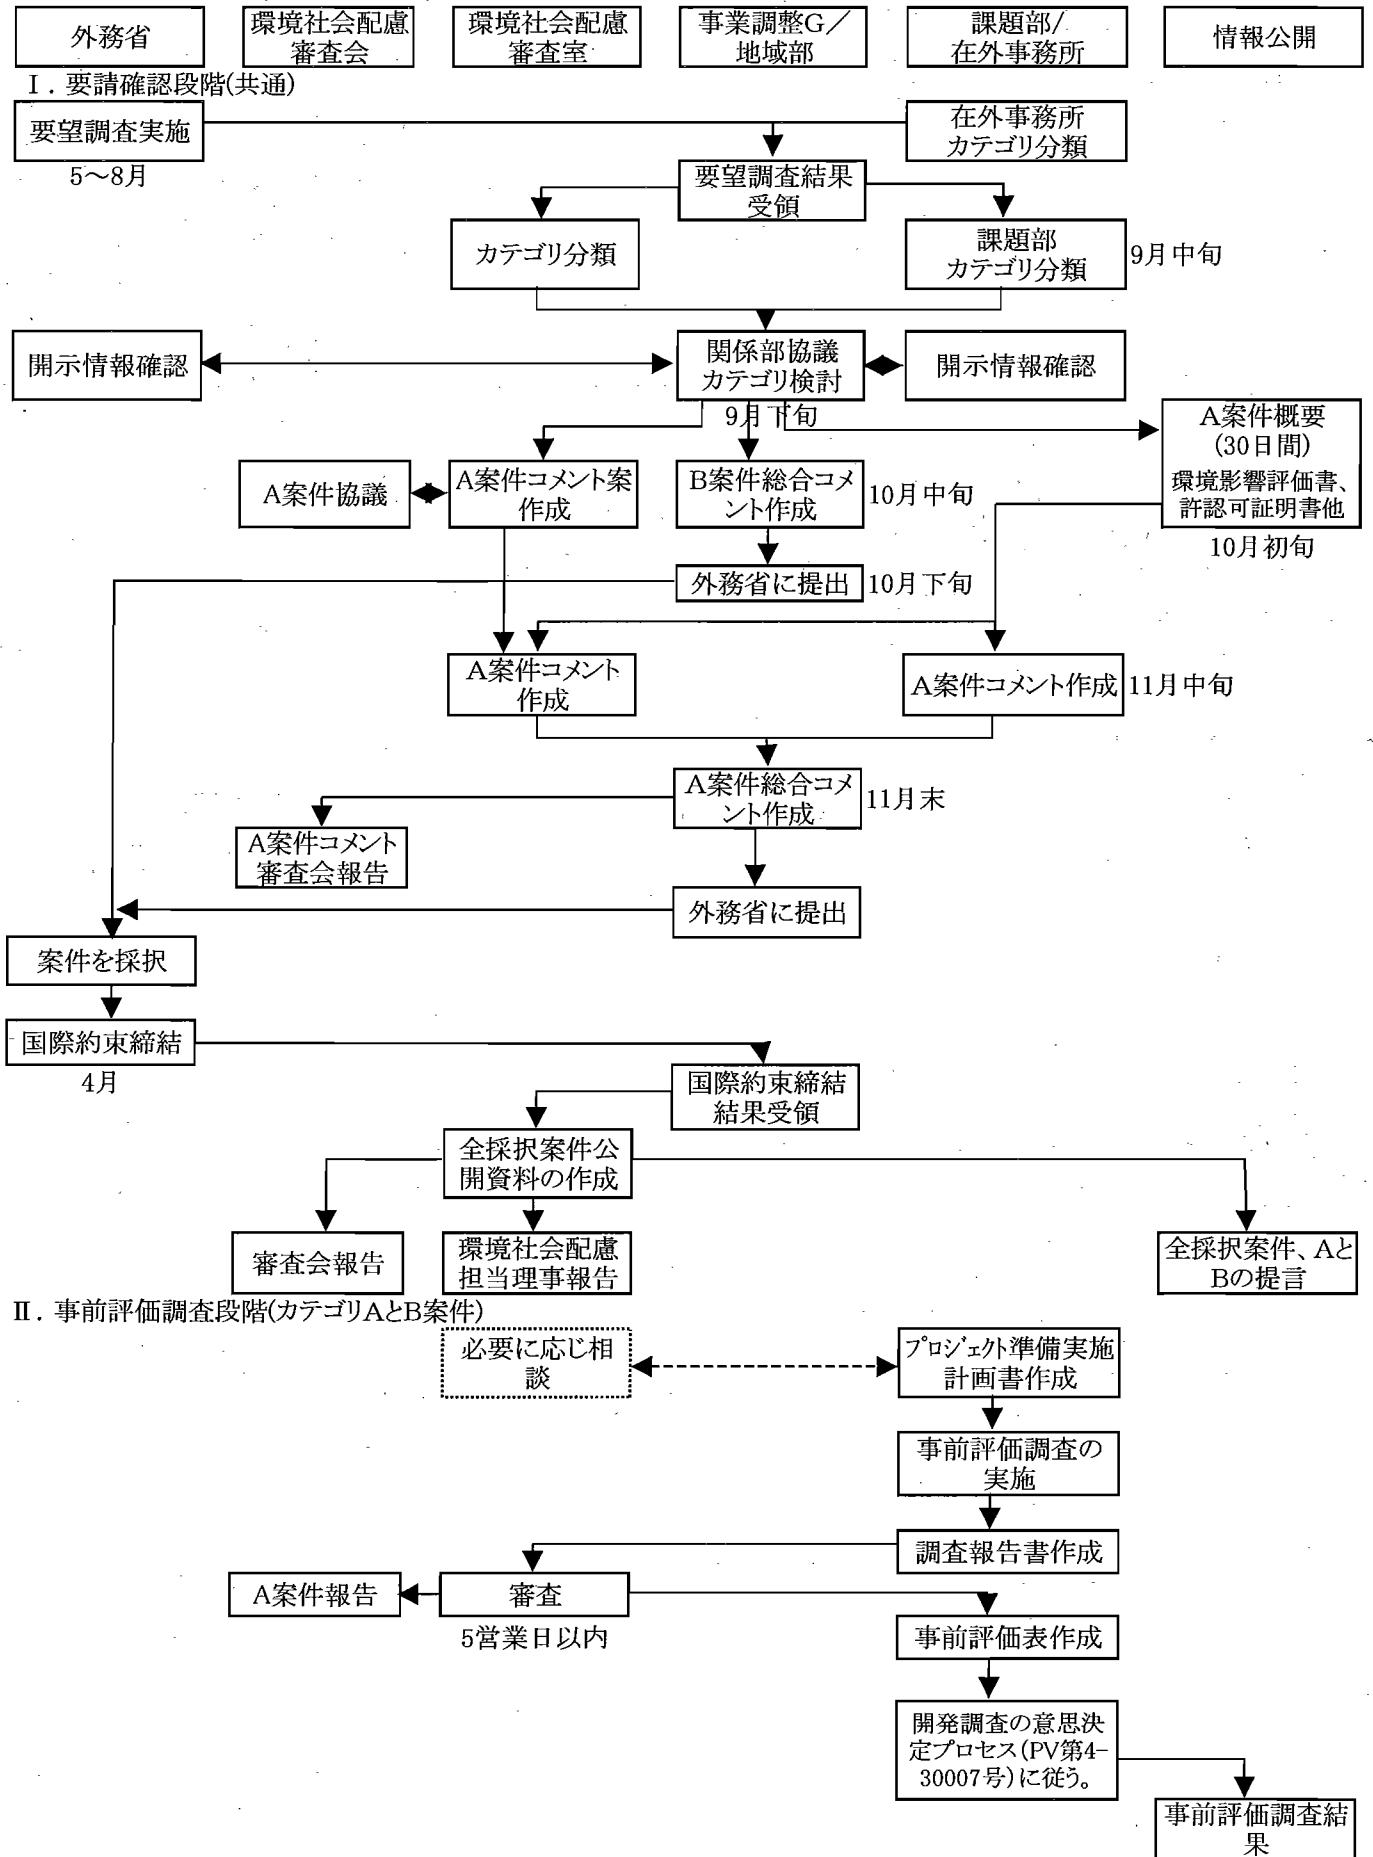 外務省
環境社会配慮
審査会
環境社会配慮
審査室
事業調整G／
地域部
課題部/
在外事務所
情報公開
Ⅰ. 要請確認段階(共通)
要望調査実施
5～8月
在外事務所
カテゴリ分類
要望調査結果
受領
カテゴリ分類
課題部
カテゴリ分類
9月中旬
開示情報確認
関係部協議
カテゴリ検討
開示情報確認
9月下旬
A案件概要
(30日間)
環境影響評価書、
許認可証明書他
10月初旬
A案件協議
A案件コメント案
作成
B案件総合コメ
ント作成
10月中旬
外務省に提出
10月下旬
A案件コメント
作成
A案件コメント作成
11月中旬
A案件総合コメ
ント作成
11月末
A案件コメント
審査会報告
外務省に提出
案件を採択
国際約束締結
4月
国際約束締結
結果受領
全採択案件公
開資料の作成
審査会報告
環境社会配慮
担当理事報告
全採択案件、Aと
Bの提言
Ⅱ. 事前評価調査段階(カテゴリAとB案件)
必要に応じ相
談
プロジェクト準備実施
計画書作成
事前評価調査の
実施
調査報告書作成
A案件報告
審査
5営業日以内
事前評価表作成
開発調査の意思決
定プロセス(PV第4-
30007号)に従う。
事前評価調査結
果